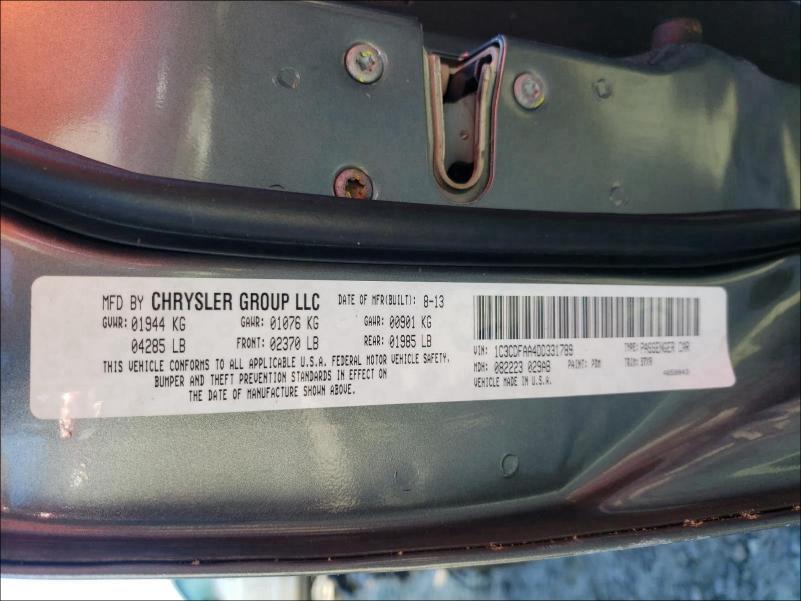 MFD BY CHRYSLER GROUP LLC DATE OF MFR(BUILT): 8-13
GVWR: 01944 KG GAWR: 01076 KG GAWR: 00901 KG
04285 LB FRONT: 02370 LB REAR: 01985 LB
THIS VEHICLE CONFORMS TO ALL APPLICABLE U.S.A. FEDERAL MOTOR VEHICLE SAFETY,
BUMPER AND THEFT PREVENTION STANDARDS IN EFFECT ON
THE DATE OF MANUFACTURE SHOWN ABOVE.
VIN: 1C3CDFAA4DD331789 TYPE: PASSENGER CAR
MDH: 082223 029AB PAINT: PDM TRIM:
VEHICLE MADE IN U.S.A.